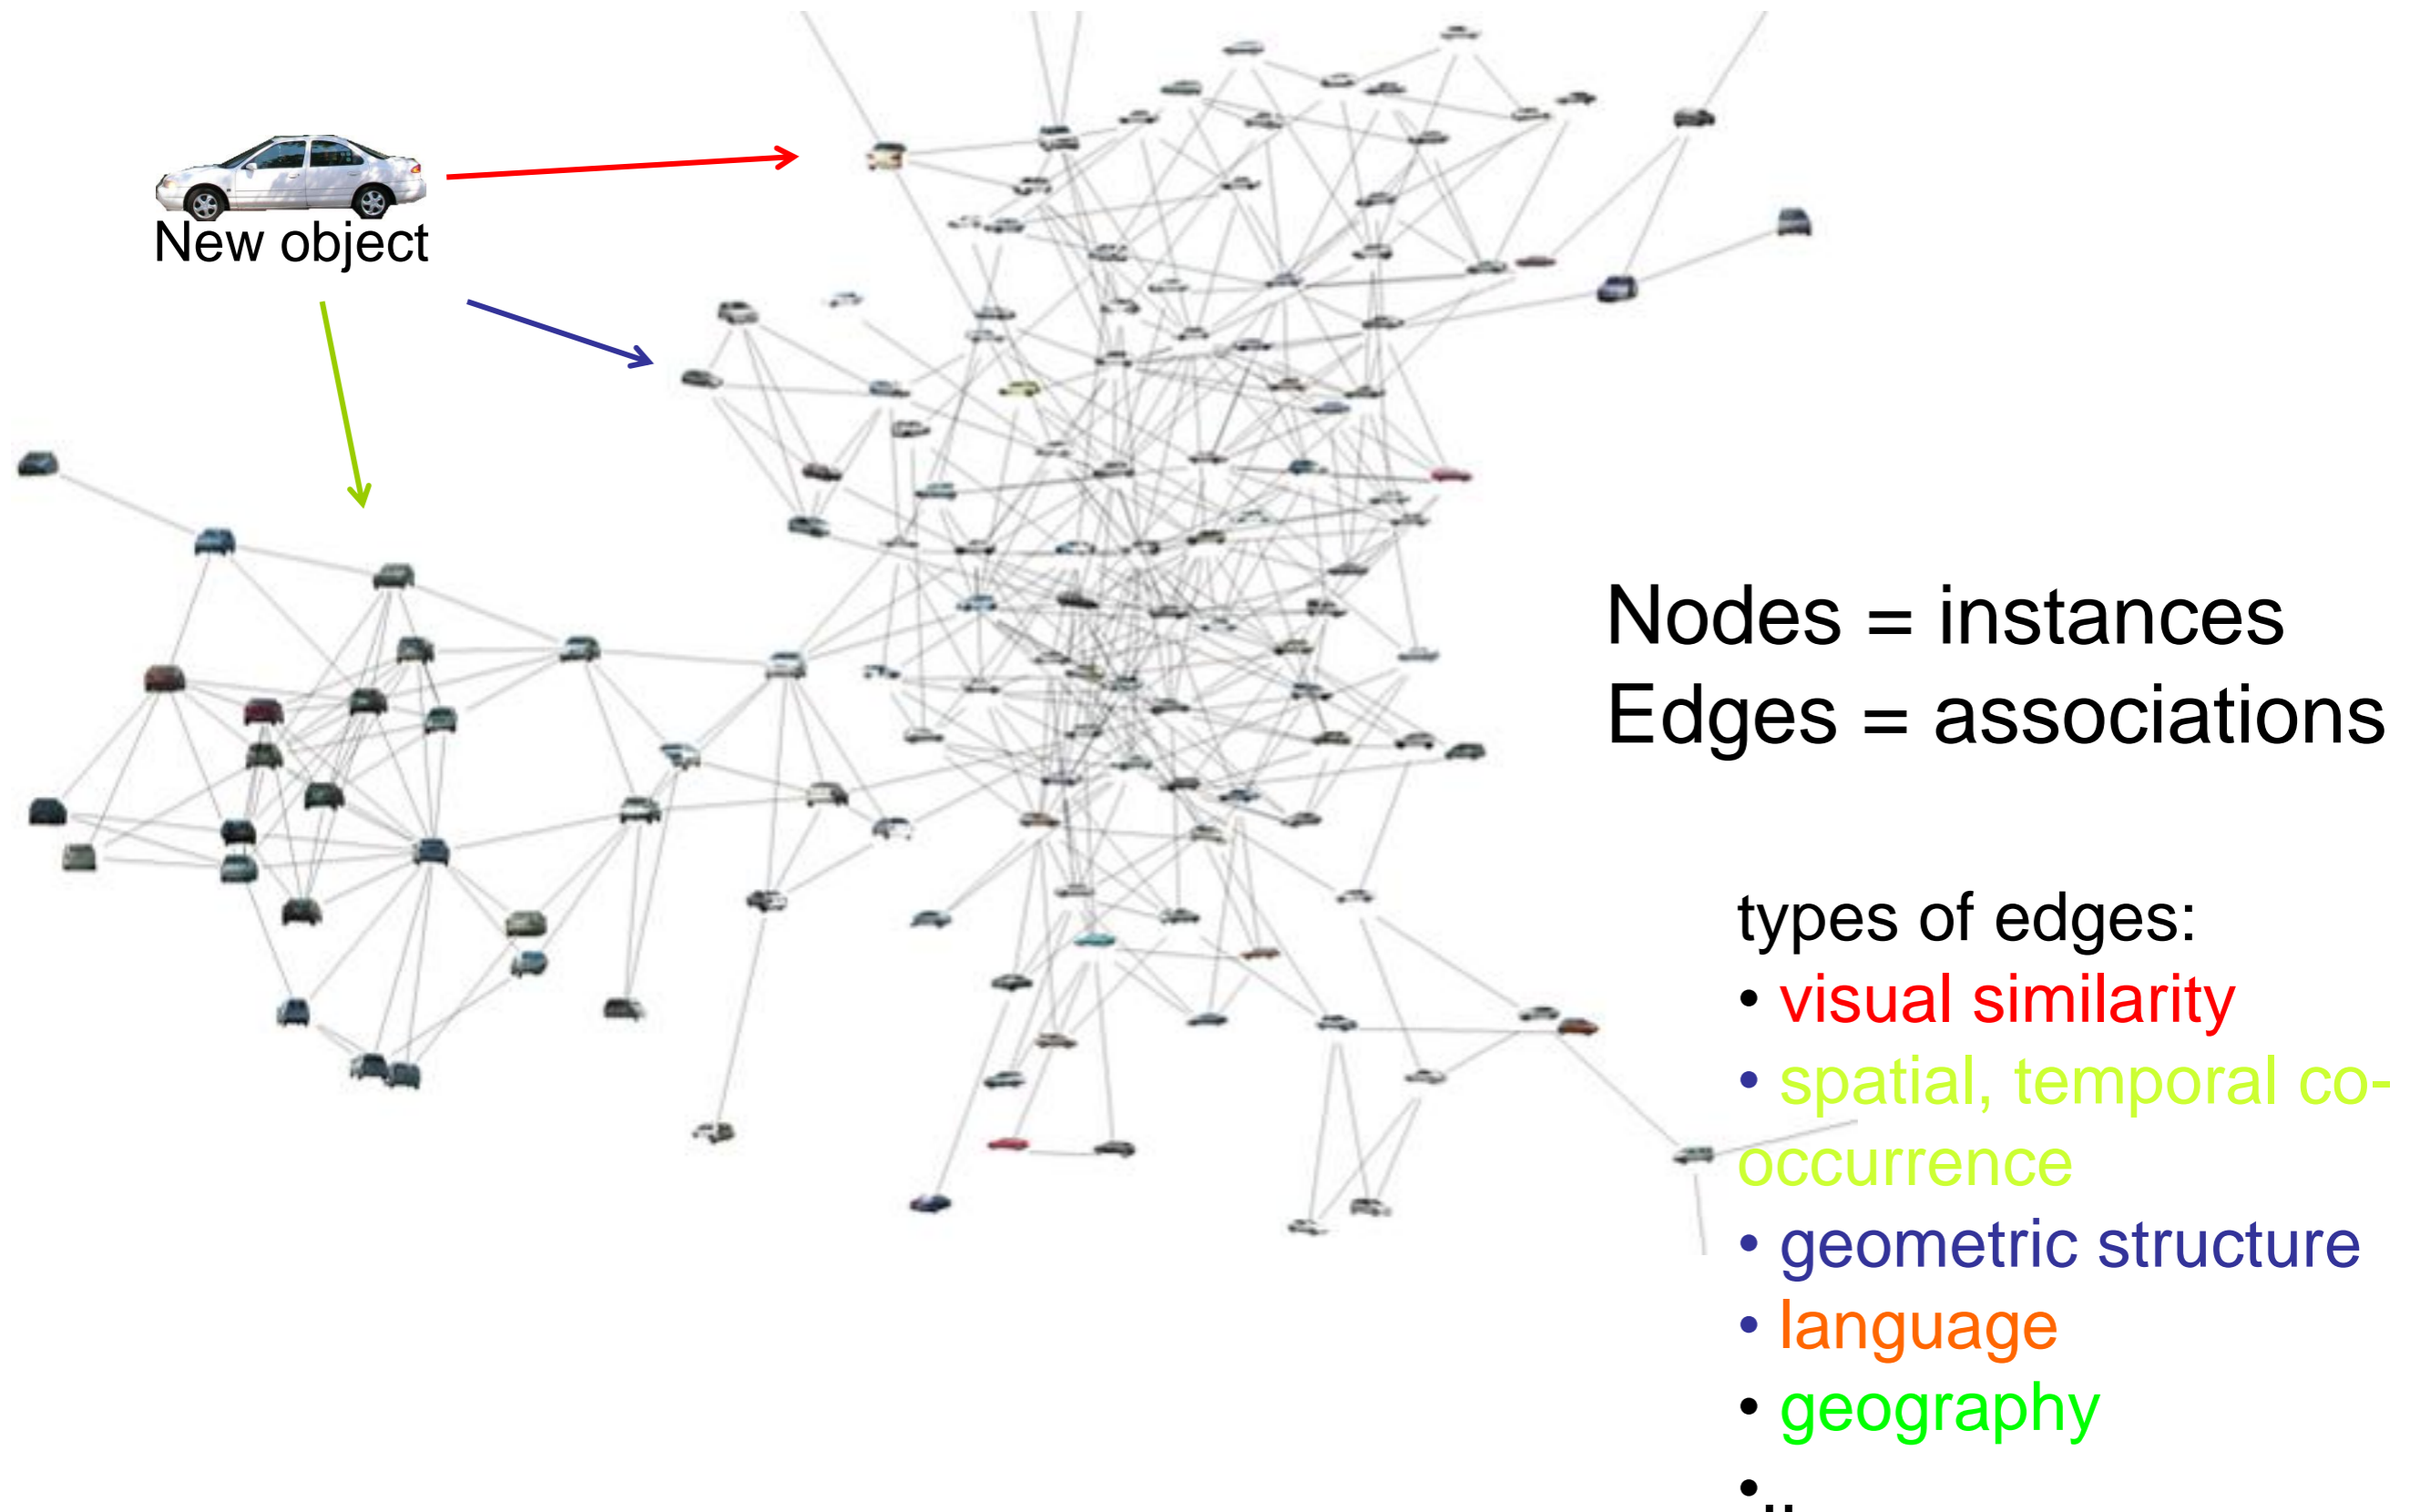 New object
Nodes = instances
Edges = associations
types of edges:
• visual similarity
• spatial, temporal co-
occurrence
• geometric structure
• language
• geography
•..